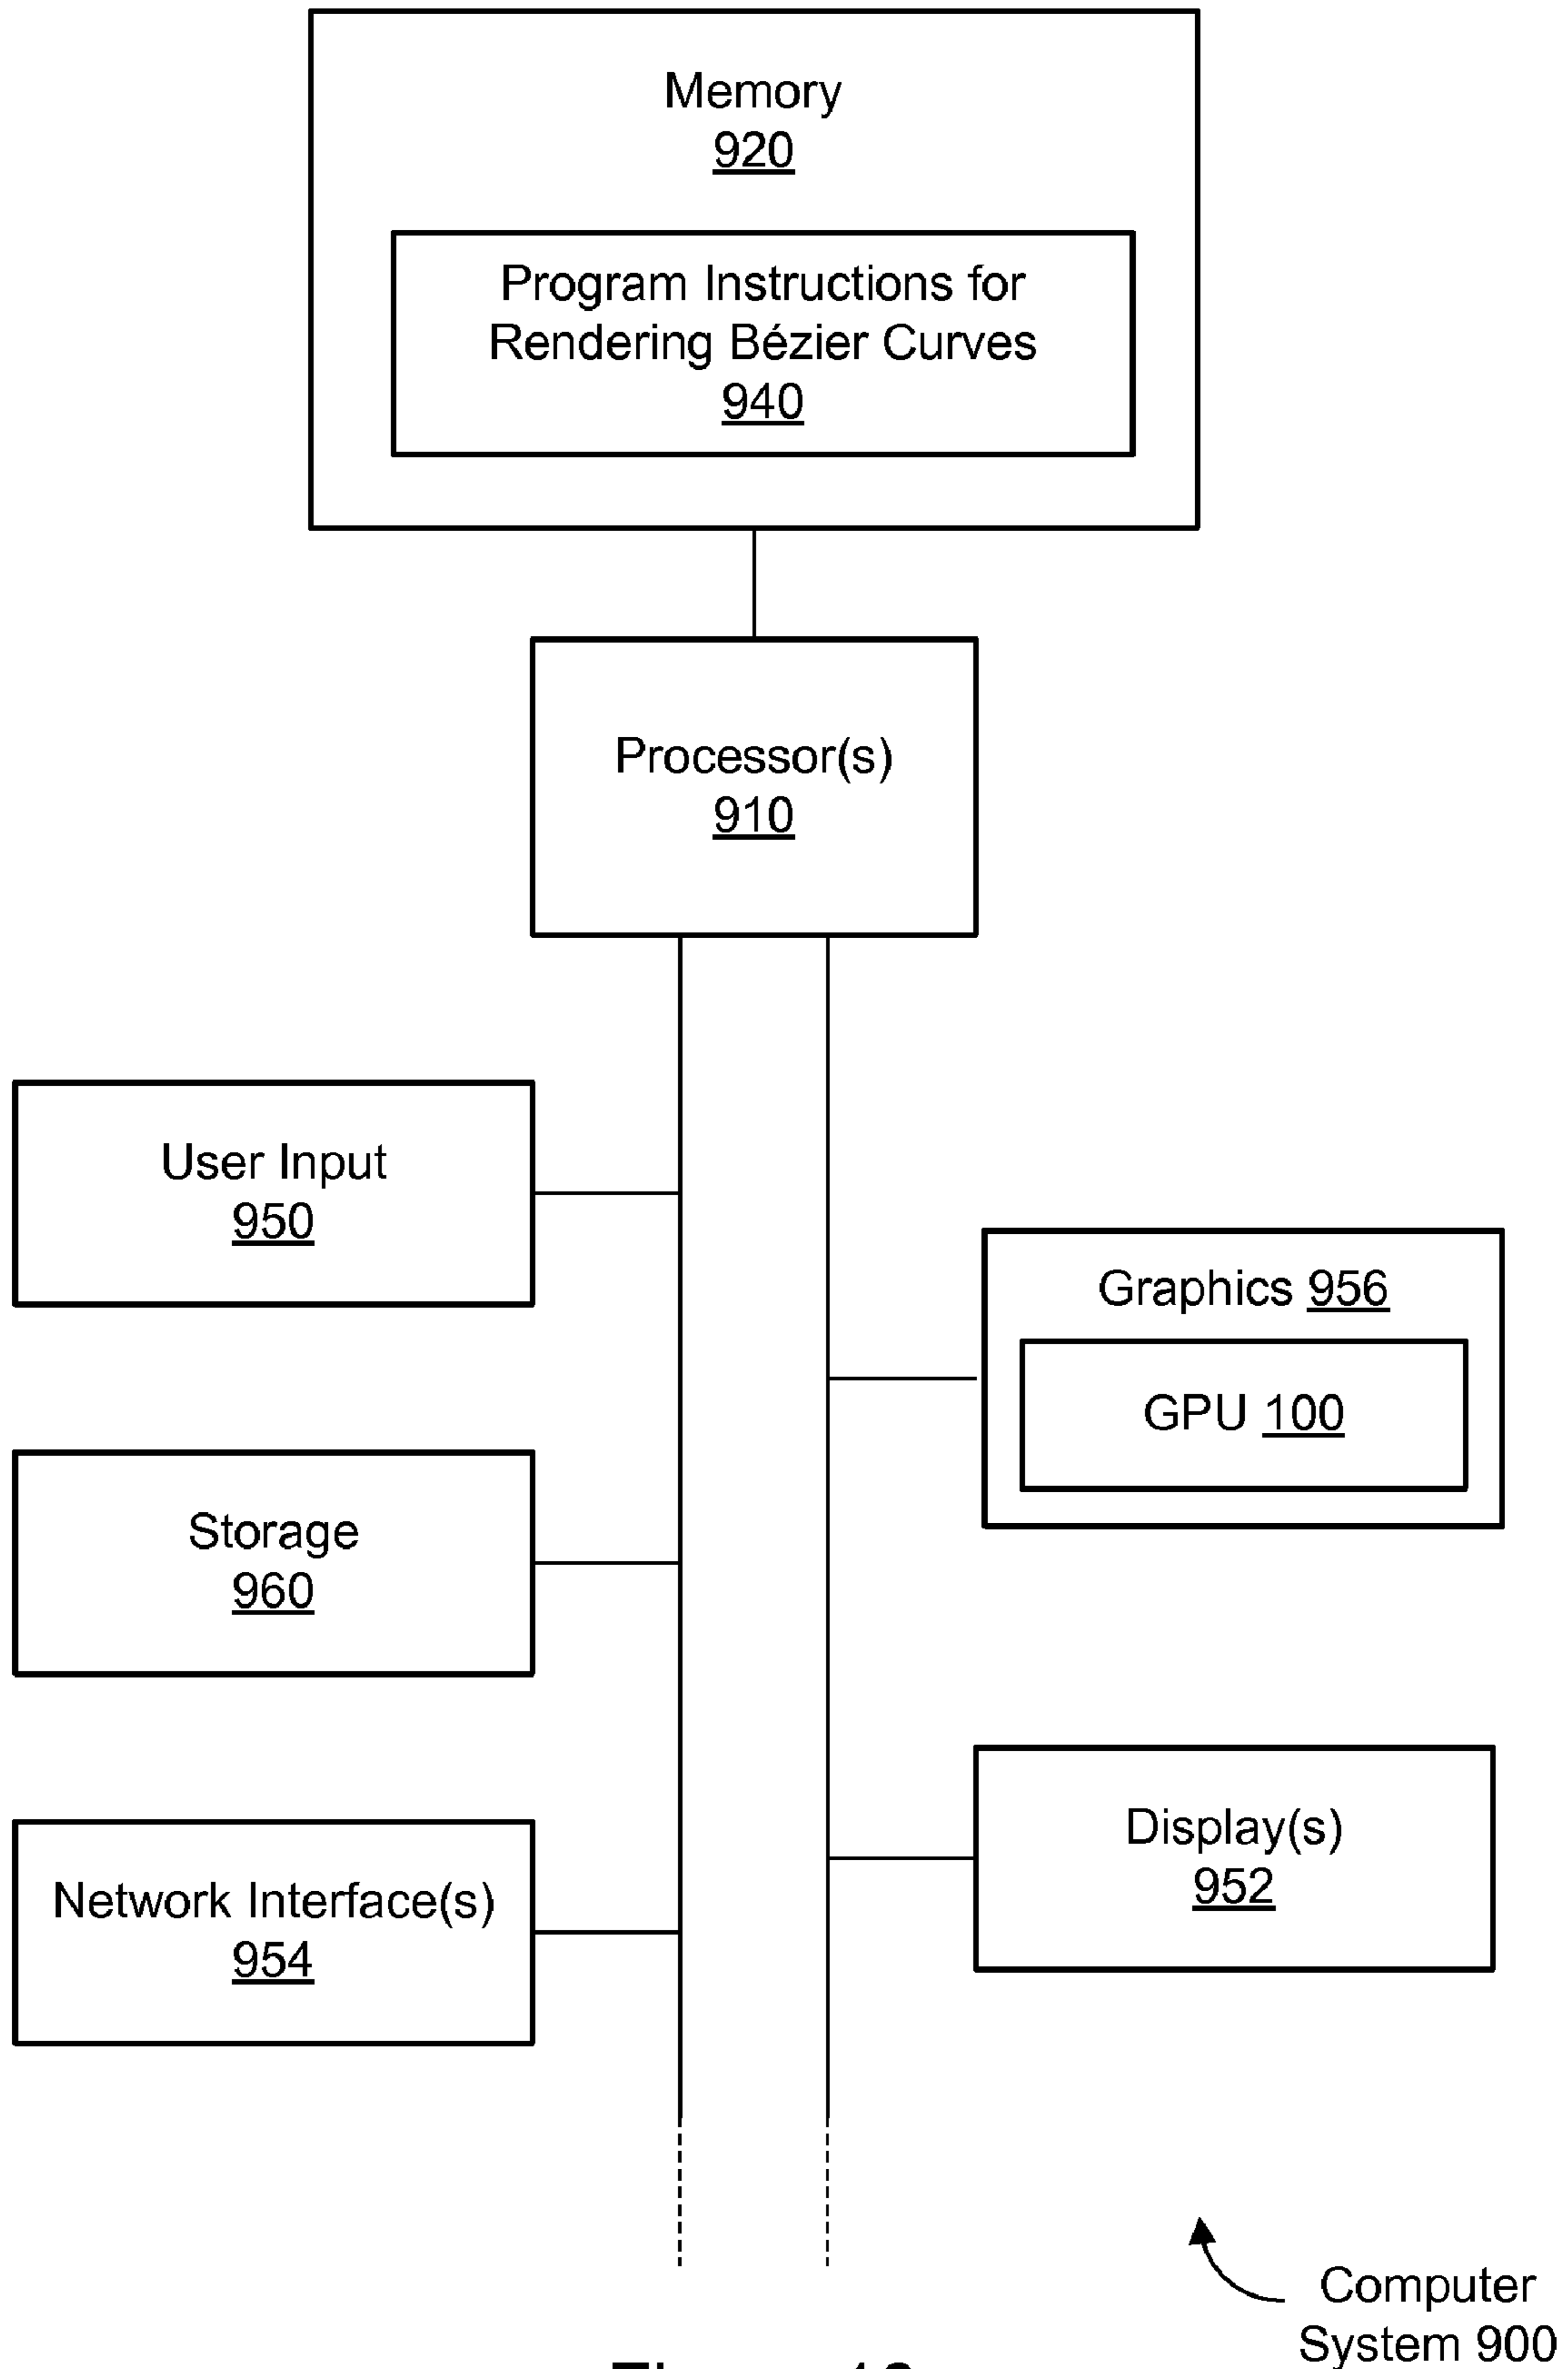 Memory
920
Program Instructions for
Rendering Bézier Curves
940
Processor(s)
910
User Input
950
Graphics 956
GPU 100
Storage
960
Display(s)
952
Network Interface(s)
954
Computer
System 900